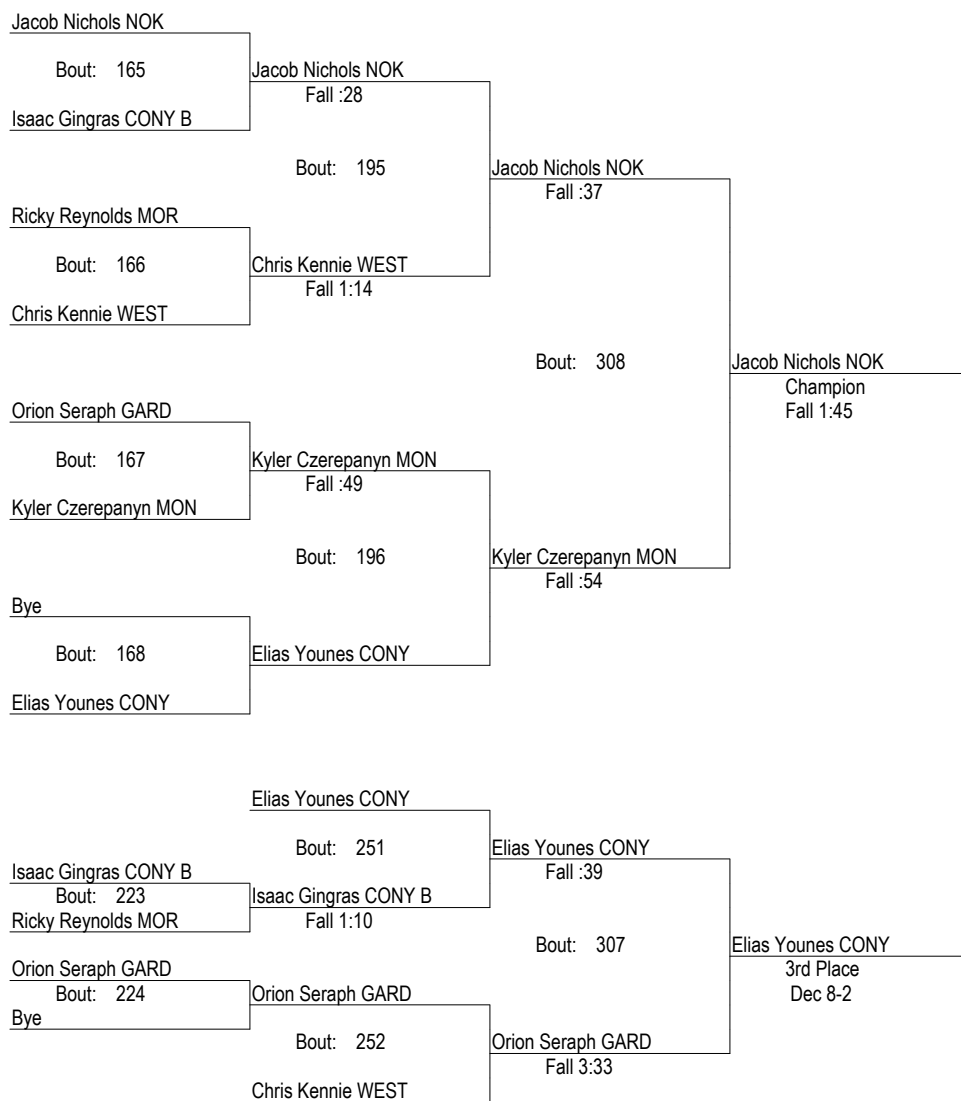 Jacob Nichols NOK
Bout: 165
Jacob Nichols NOK
Fall :28
Isaac Gingras CONY B
Bout: 195
Jacob Nichols NOK
Fall :37
Ricky Reynolds MOR
Bout: 166
Chris Kennie WEST
Fall 1:14
Chris Kennie WEST
Bout: 308
Jacob Nichols NOK
Champion
Fall 1:45
Orion Seraph GARD
Bout: 167
Kyler Czerepanyn MON
Fall :49
Kyler Czerepanyn MON
Bout: 196
Kyler Czerepanyn MON
Fall :54
Bye
Bout: 168
Elias Younes CONY
Elias Younes CONY
Elias Younes CONY
Bout: 251
Elias Younes CONY
Fall :39
Isaac Gingras CONY B
Bout: 223
Isaac Gingras CONY B
Fall 1:10
Ricky Reynolds MOR
Bout: 307
Elias Younes CONY
3rd Place
Dec 8-2
Orion Seraph GARD
Bout: 224
Orion Seraph GARD
Bye
Bout: 252
Orion Seraph GARD
Fall 3:33
Chris Kennie WEST